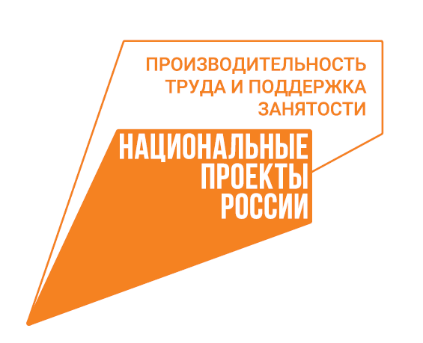 ПРОИЗВОДИТЕЛЬНОСТЬ
ТРУДА И ПОДДЕРЖКА
ЗАНЯТОСТИ
НАЦИОНАЛЬНЫЕ
ПРОЕКТЫ
РОССИИ